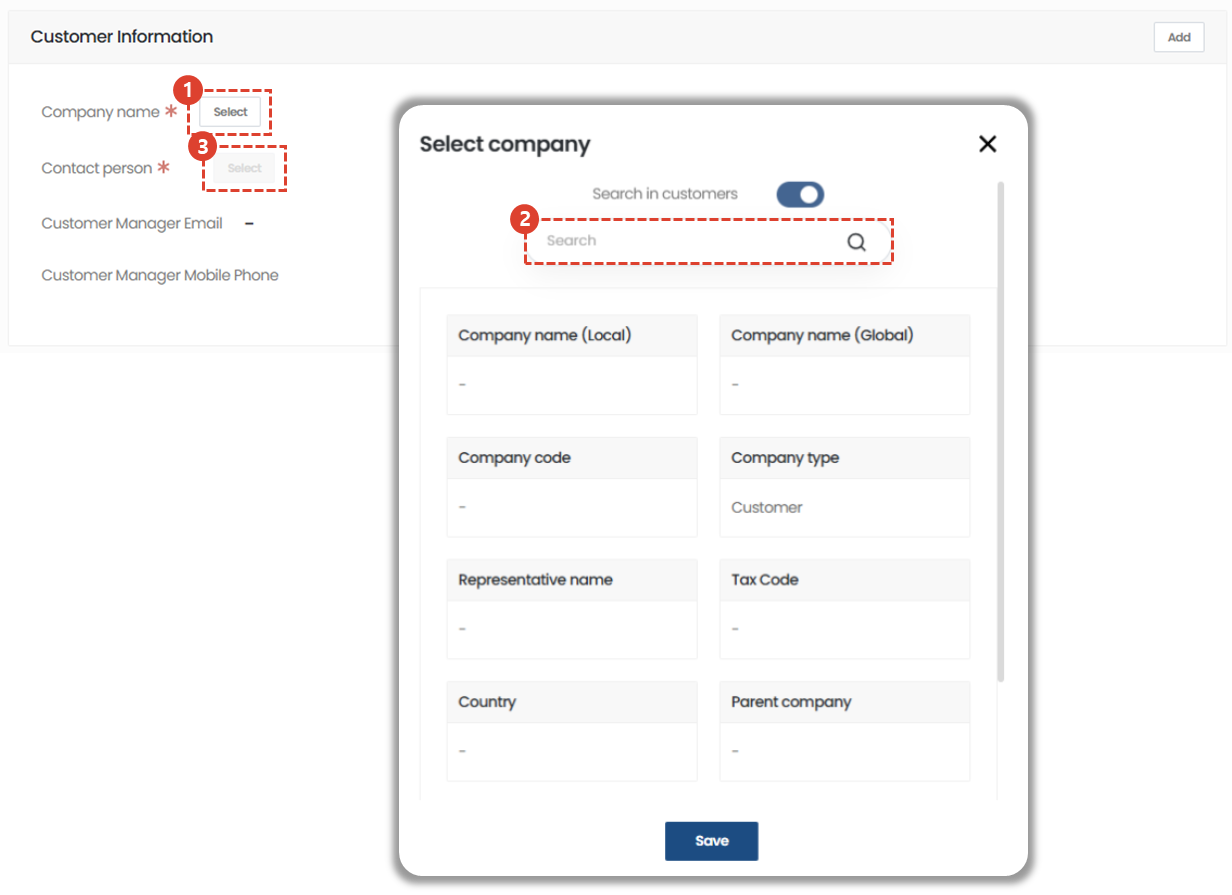 Customer Information
Add
1
Company name *
Select
3
Contact person *
Select
Customer Manager Email –
Customer Manager Mobile Phone
Select company
Search in customers
2
Search
Company name (Local)
Company name (Global)
-
-
Company code
Company type
-
Customer
Representative name
Tax Code
-
-
Country
Parent company
-
-
Save